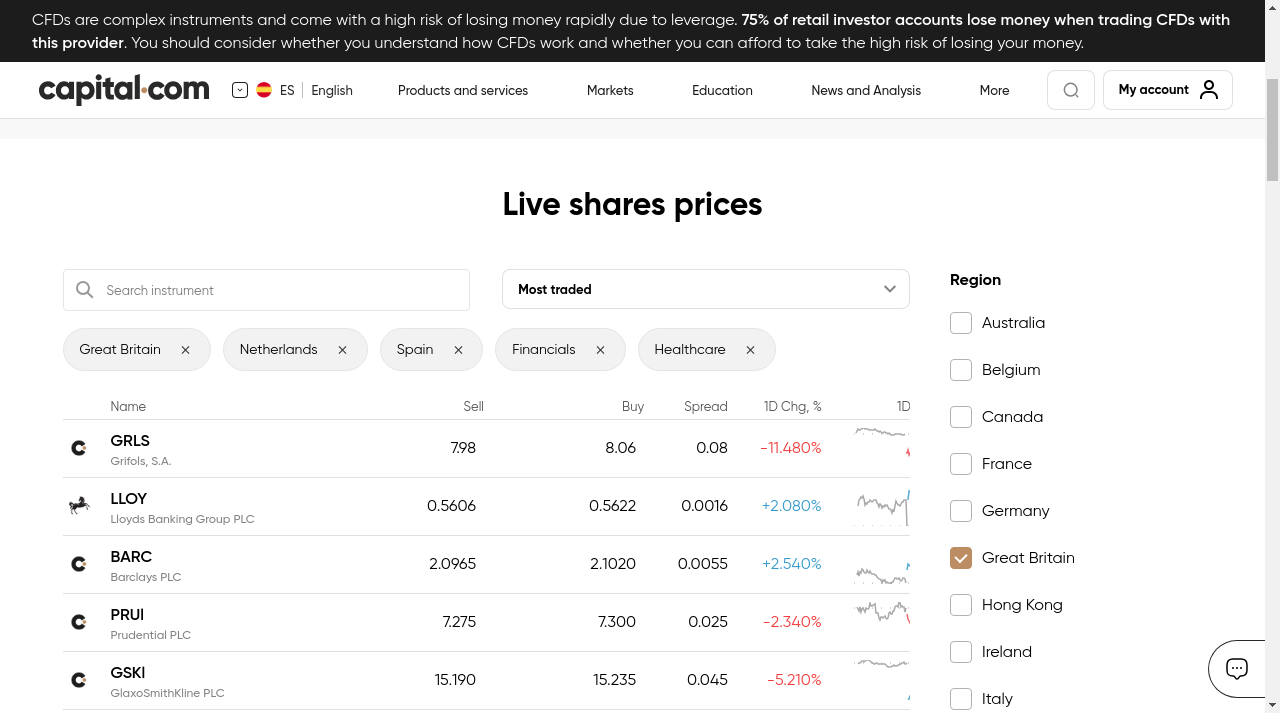 CFDs are complex instruments and come with a high risk of losing money rapidly due to leverage. 75% of retail investor accounts lose money when trading CFDs with
this provider. You should consider whether you understand how CFDs work and whether you can afford to take the high risk of losing your money.
capital.com
ES English
Products and services
Markets
Education
News and Analysis
More
My account
Live shares prices
Search instrument
Most traded
Great Britain
Netherlands
Spain
Financials
Healthcare
Name Sell Buy Spread 1D Chg, % 1D
GRLS
Grifols, S.A.
7.98 8.06 0.08 -11.480%
LLOY
Lloyds Banking Group PLC
0.5606 0.5622 0.0016 +2.080%
BARC
Barclays PLC
2.0965 2.1020 0.0055 +2.540%
PRUl
Prudential PLC
7.275 7.300 0.025 -2.340%
GSKl
GlaxoSmithKline PLC
15.190 15.235 0.045 -5.210%
Region
Australia
Belgium
Canada
France
Germany
Great Britain
Hong Kong
Ireland
Italy